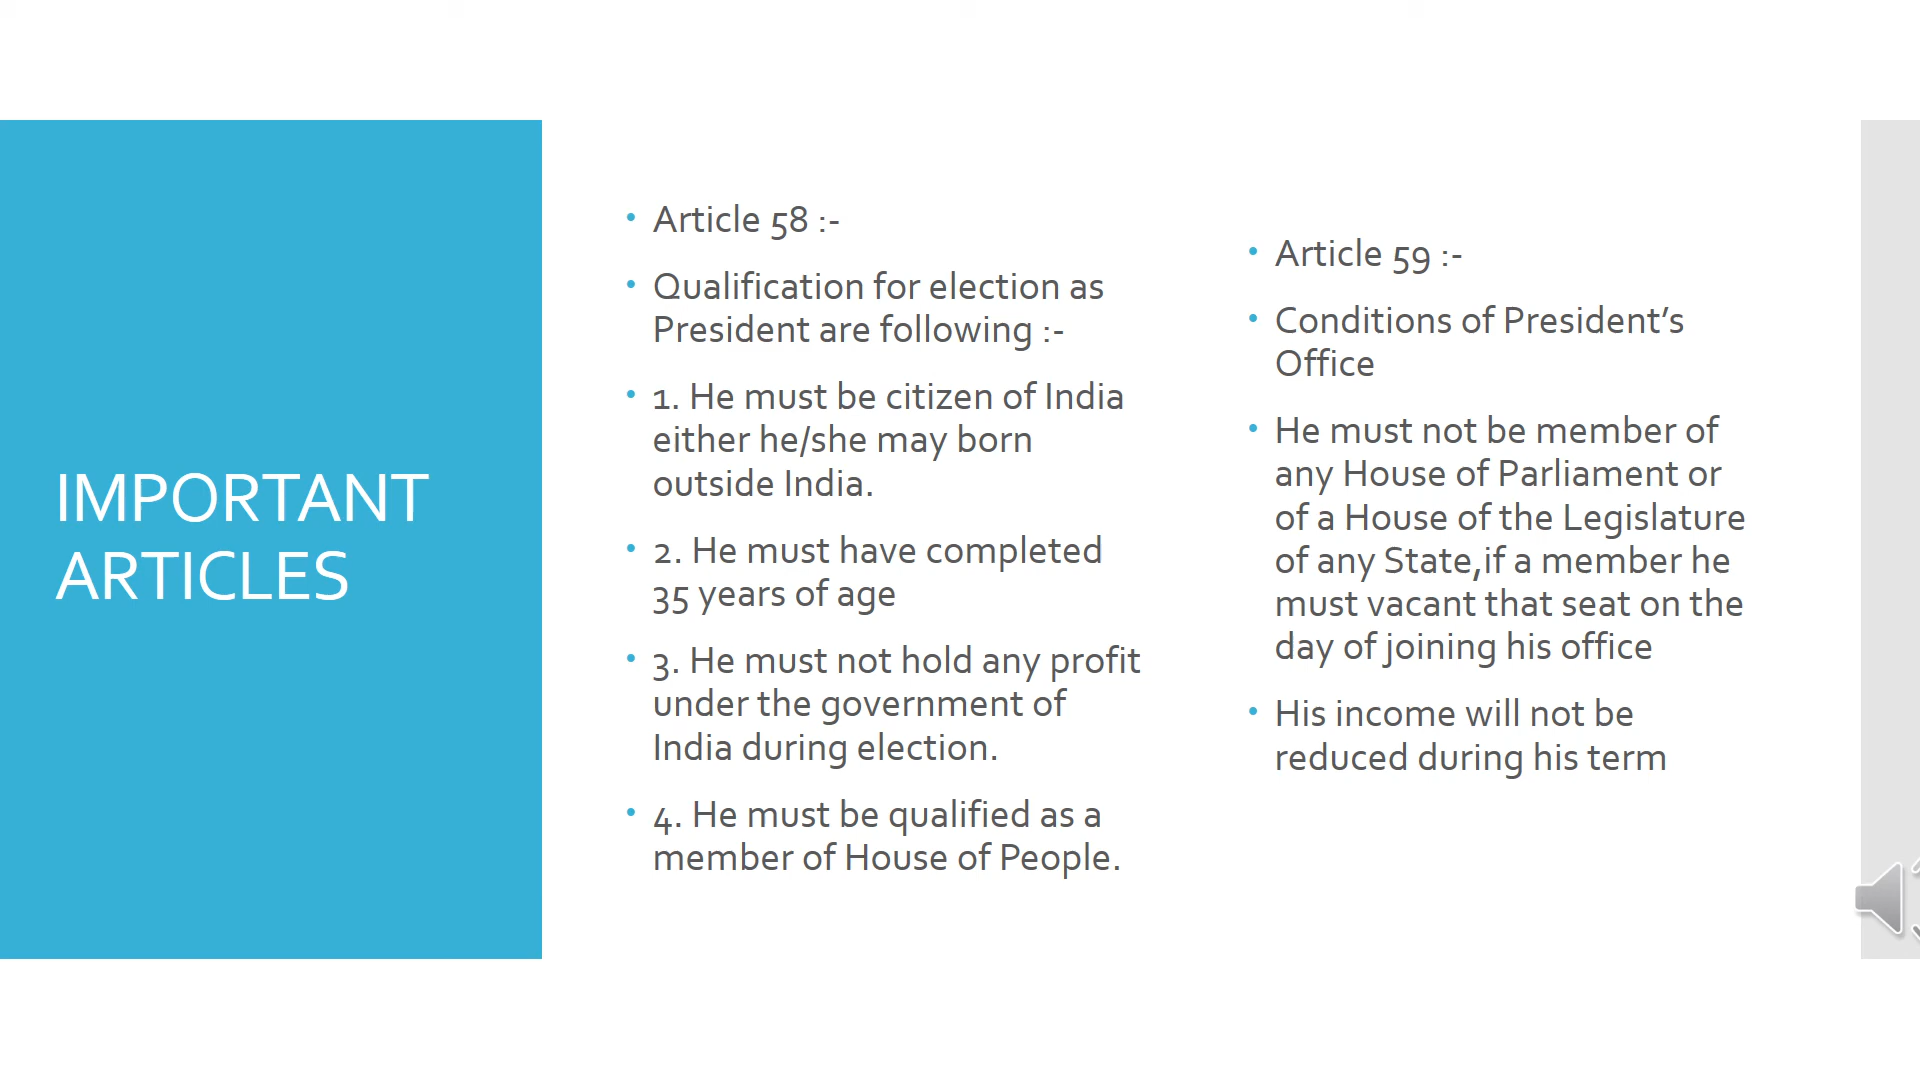 IMPORTANT
ARTICLES
• Article 58 :-
• Qualification for election as
President are following :-
• 1. He must be citizen of India
either he/she may born
outside India.
• 2. He must have completed
35 years of age
• 3. He must not hold any profit
under the government of
India during election.
• 4. He must be qualified as a
member of House of People.
• Article 59 :-
• Conditions of President’s
Office
• He must not be member of
any House of Parliament or
of a House of the Legislature
of any State,if a member he
must vacant that seat on the
day of joining his office
• His income will not be
reduced during his term